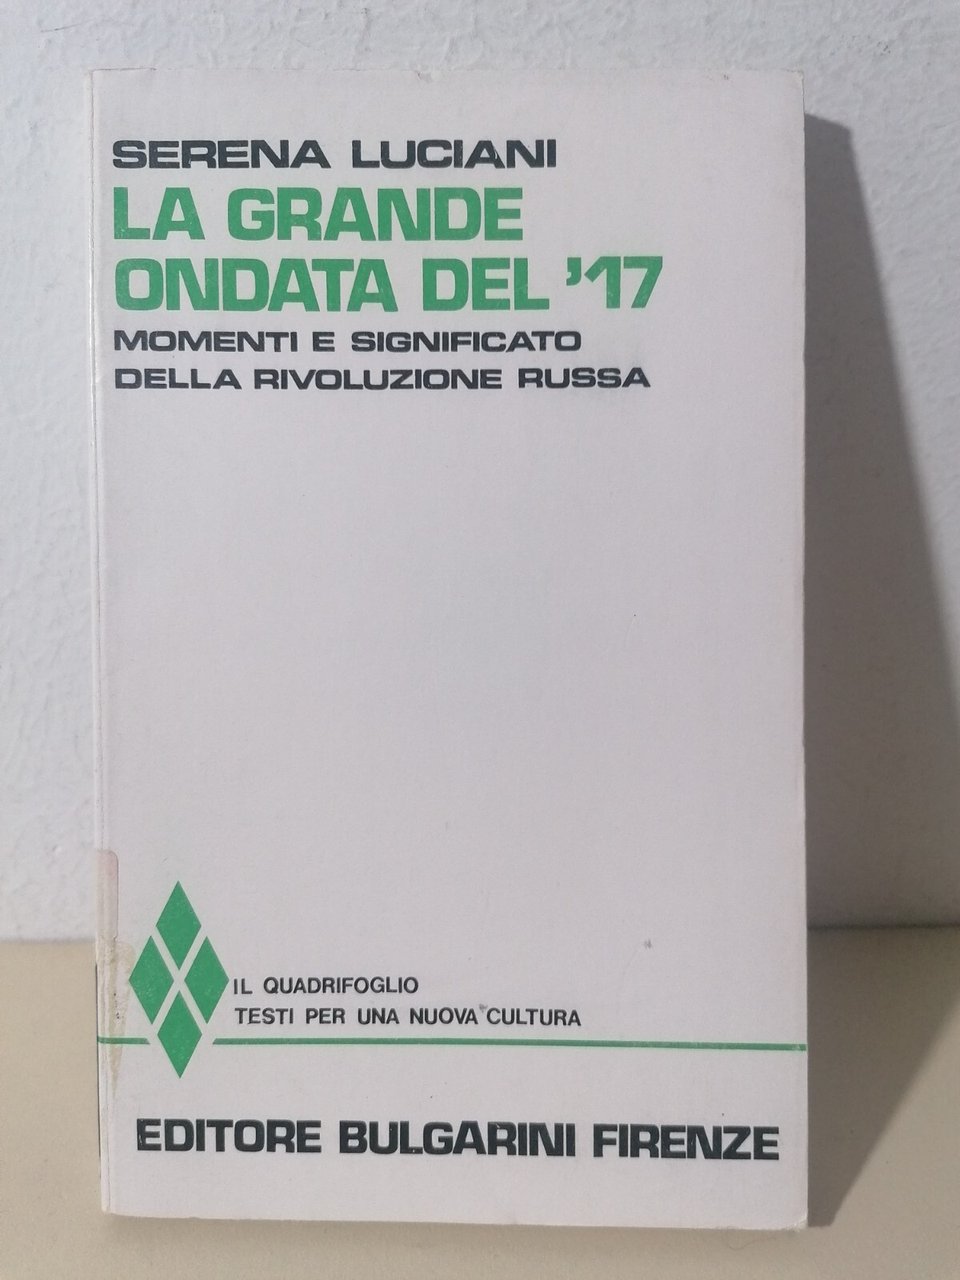 SERENA LUCIANI
LA GRANDE
ONDATA DEL '17
MOMENTI E SIGNIFICATO
DELLA RIVOLUZIONE RUSSA
IL QUADRIFOGLIO
TESTI PER UNA NUOVA CULTURA
EDITORE BULGARINI FIRENZE